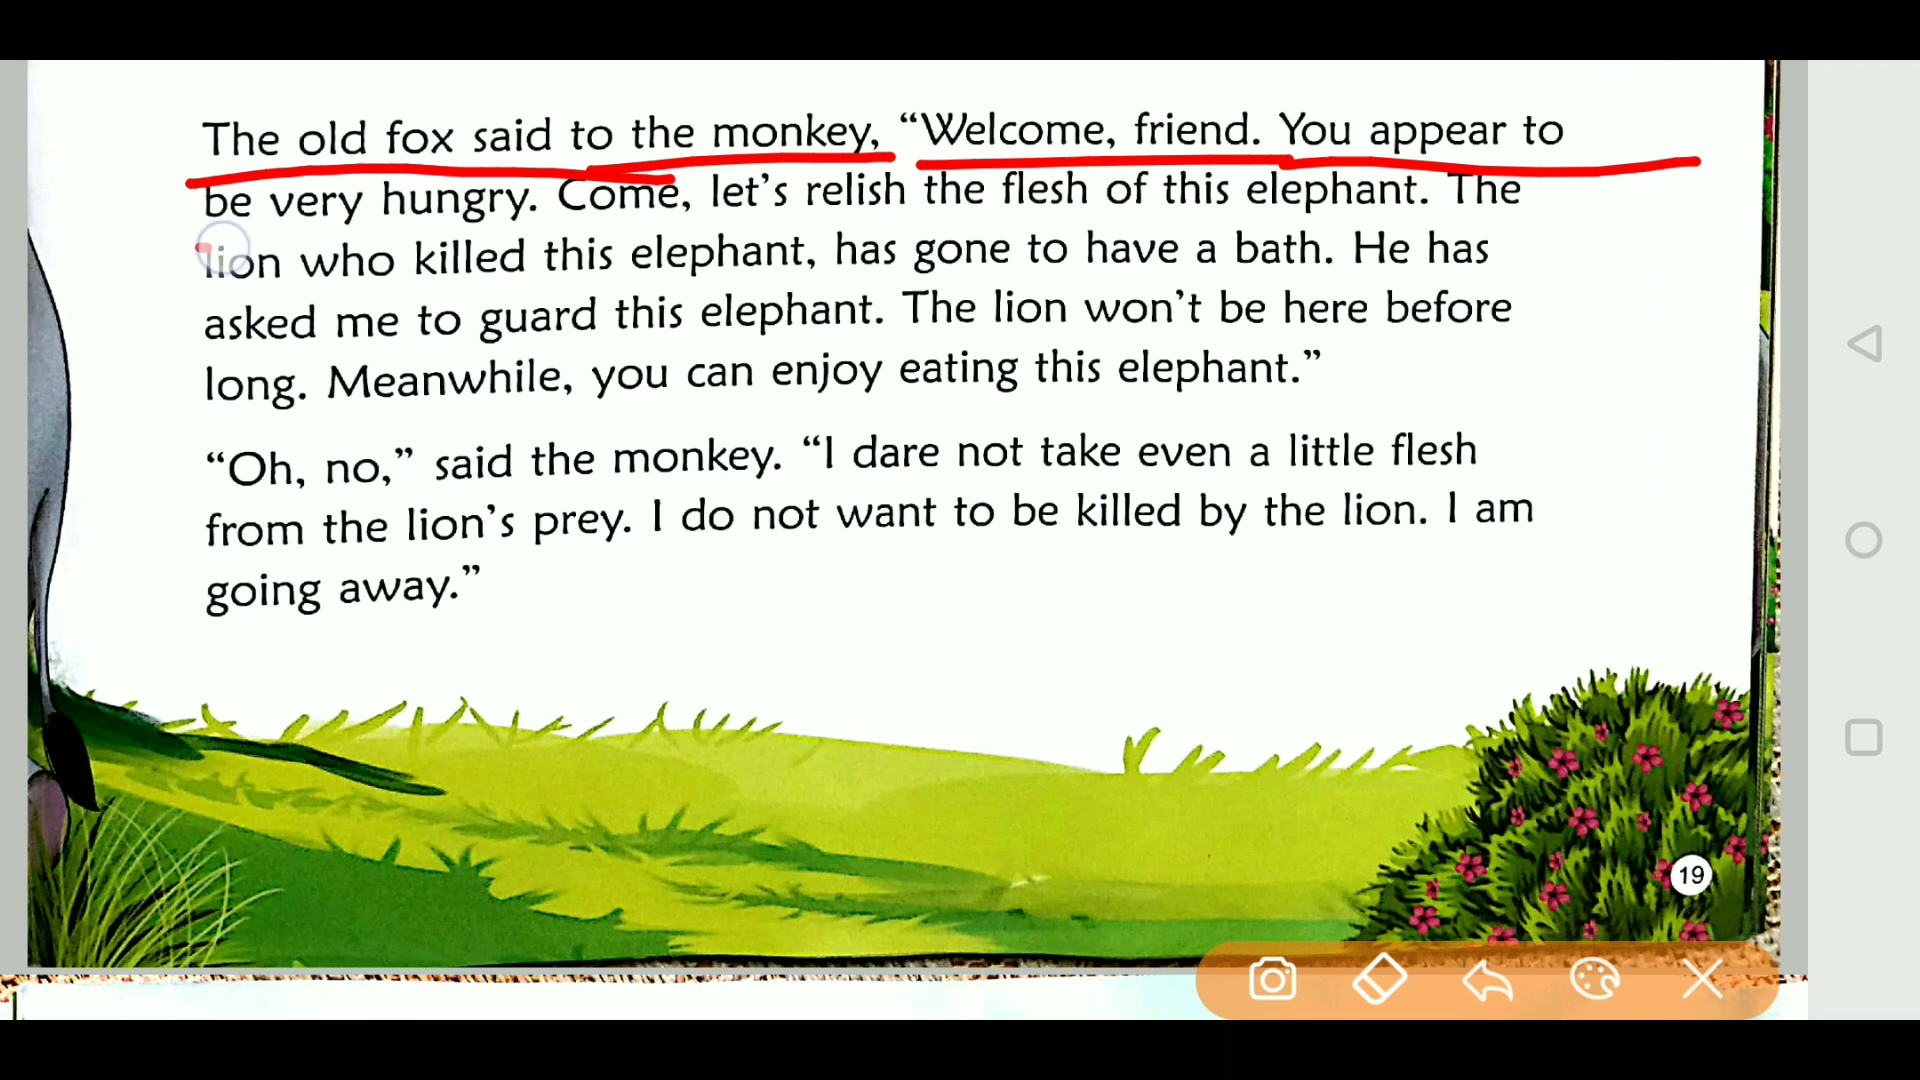 The old fox said to the monkey, “Welcome, friend. You appear to
be very hungry. Come, let’s relish the flesh of this elephant. The
lion who killed this elephant, has gone to have a bath. He has
asked me to guard this elephant. The lion won’t be here before
long. Meanwhile, you can enjoy eating this elephant.”
“Oh, no,” said the monkey. “I dare not take even a little flesh
from the lion’s prey. I do not want to be killed by the lion. I am
going away.”
19